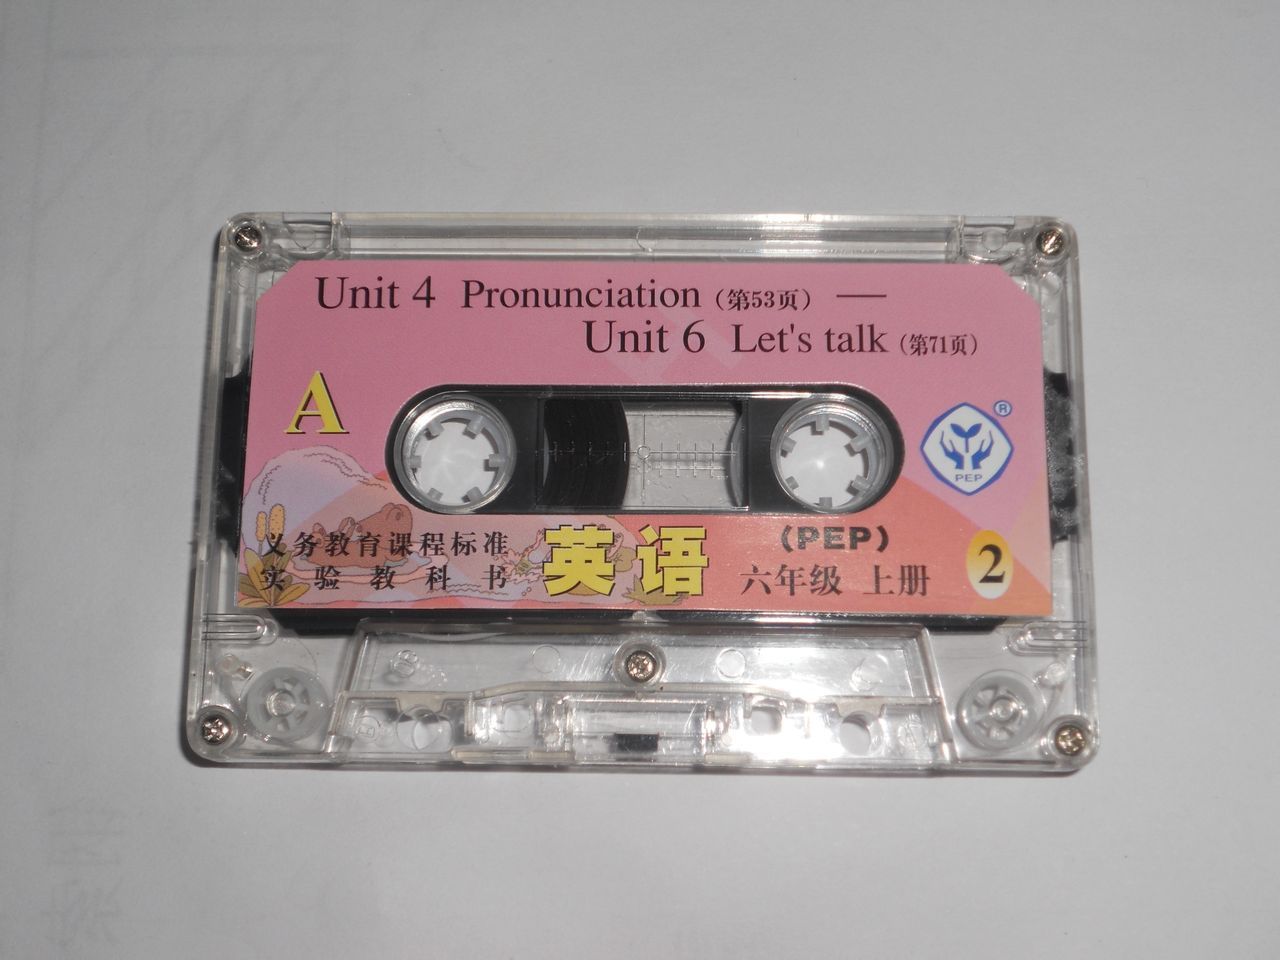 Unit 4 Pronunciation (第53页) —
Unit 6 Let's talk (第71页)
A
®
PEP
义务教育课程标准
实验教科书
英语
(PEP)
六年级 上册
2